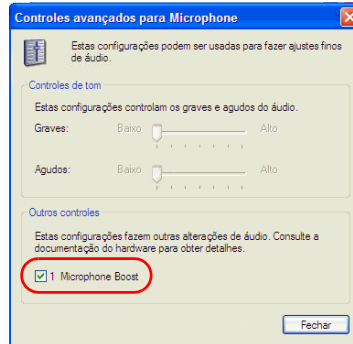 Controles avançados para Microphone
Estas configurações podem ser usadas para fazer ajustes finos
de áudio.
Controles de tom
Estas configurações controlam os graves e agudos do áudio.
Graves: Baixo Alto
Agudos: Baixo Alto
Outros controles
Estas configurações fazem outras alterações de áudio. Consulte a
documentação do hardware para obter detalhes.
1 Microphone Boost
Fechar